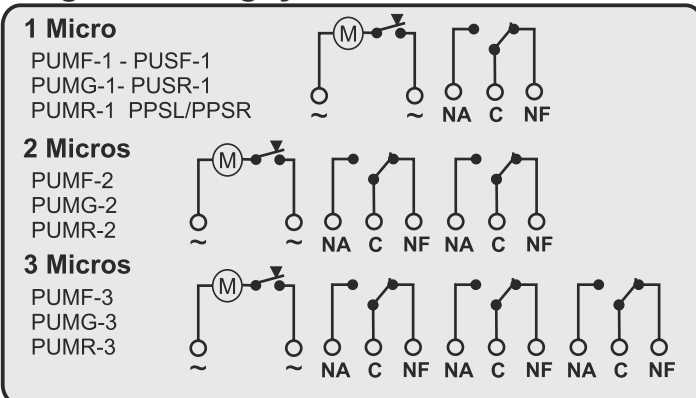 1 Micro
PUMF-1 - PUSF-1
PUMG-1- PUSR-1
PUMR-1 PPSL/PPSR
M
~ ~ NA C NF
2 Micros
PUMF-2
PUMG-2
PUMR-2
M
~ ~ NA C NF NA C NF
3 Micros
PUMF-3
PUMG-3
PUMR-3
M
~ ~ NA C NF NA C NF NA C NF